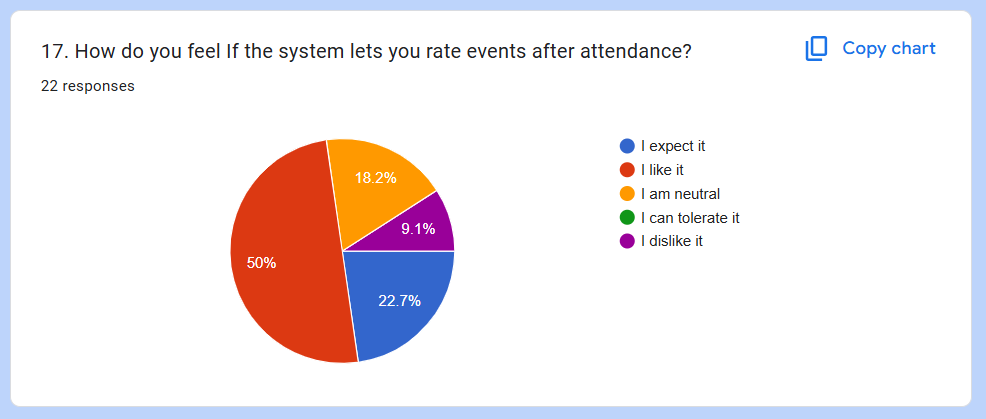 17. How do you feel If the system lets you rate events after attendance?
Copy chart
22 responses
I expect it
I like it
I am neutral
I can tolerate it
I dislike it
18.2%
9.1%
50%
22.7%